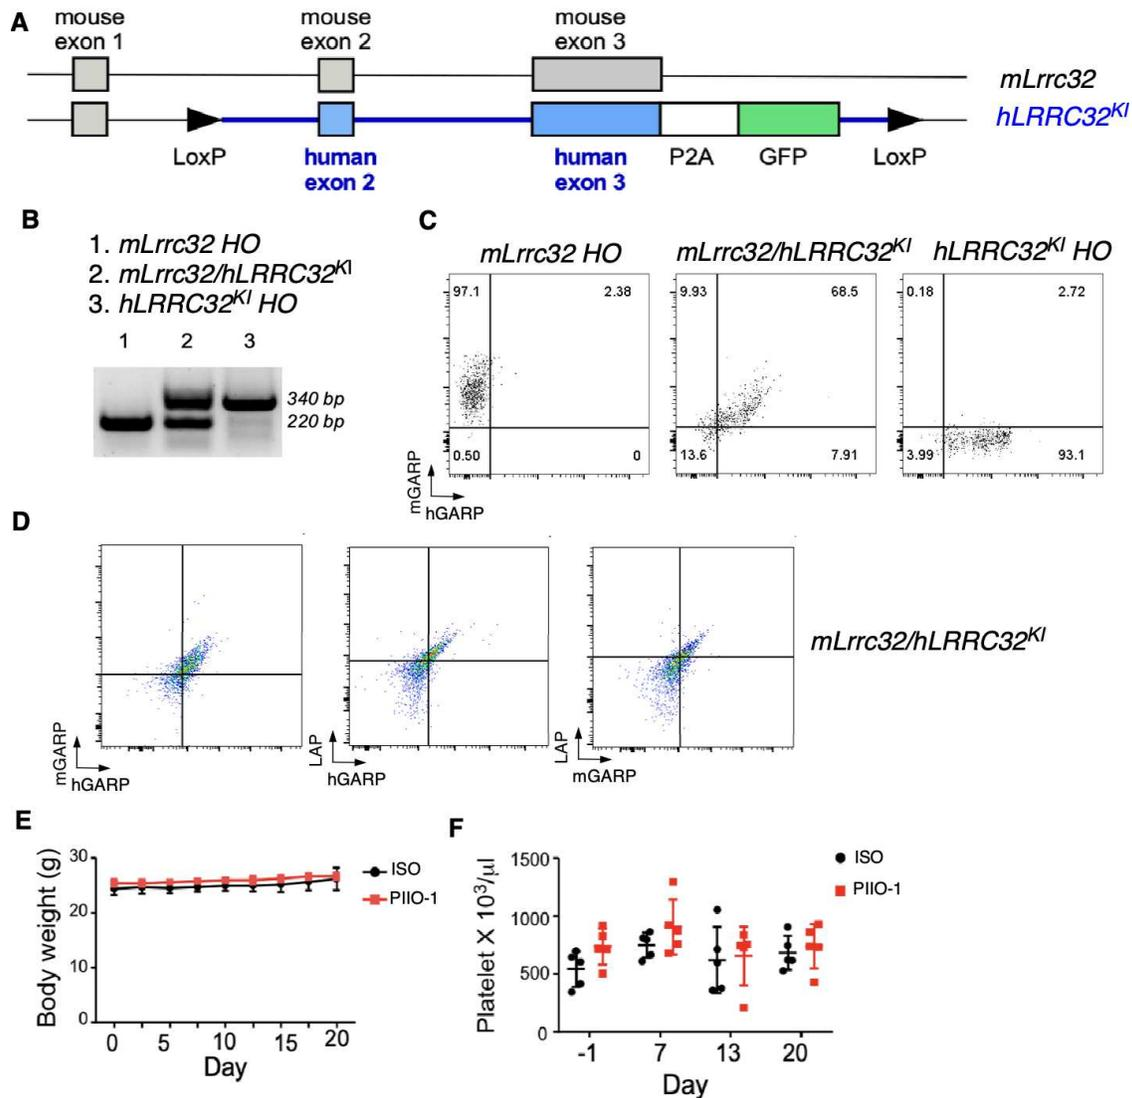 A
mouse
exon 1
mouse
exon 2
mouse
exon 3
mLrrc32
hLRRC32KI
LoxP
human
exon 2
human
exon 3
P2A
GFP
LoxP
B
1. mLrrc32 HO
2. mLrrc32/hLRRC32KI
3. hLRRC32KI HO
1 2 3
340 bp
220 bp
C
mLrrc32 HO
mLrrc32/hLRRC32KI
hLRRC32KI HO
97.1 2.38
0.50 0
9.93 68.5
13.6 7.91
0.18 2.72
3.99 93.1
mGARP
hGARP
D
mGARP
hGARP
LAP
hGARP
LAP
mGARP
mLrrc32/hLRRC32KI
E
Body weight (g)
30
20
10
0
0 5 10 15 20
Day
ISO
PIIO-1
F
Platelet X 10³/µl
1500
1000
500
0
-1 7 13 20
Day
ISO
PIIO-1